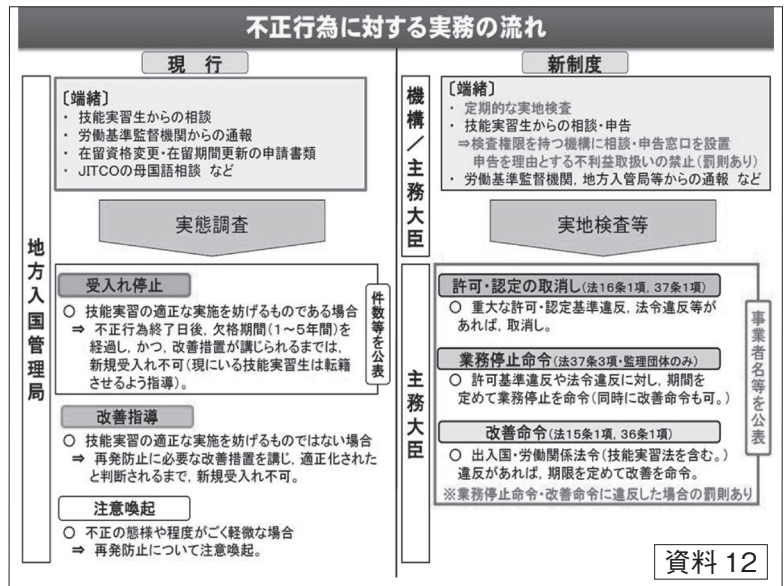 不正行為に対する実務の流れ
現 行
地方入国管理局
〔端緒〕
・ 技能実習生からの相談
・ 労働基準監督機関からの通報
・ 在留資格変更・在留期間更新の申請書類
・ JITCOの母国語相談 など
実態調査
受入れ停止
○ 技能実習の適正な実施を妨げるものである場合
⇒ 不正行為終了日後，欠格期間（1～5年間）を
経過し，かつ，改善措置が講じられるまでは，
新規受入れ不可（現にいる技能実習生は転籍
させるよう指導）。
件数等を公表
改善指導
○ 技能実習の適正な実施を妨げるものではない場合
⇒ 再発防止に必要な改善措置を講じ，適正化された
と判断されるまで，新規受入れ不可。
注意喚起
○ 不正の態様や程度がごく軽微な場合
⇒ 再発防止について注意喚起。
新制度
機構／主務大臣
〔端緒〕
・ 定期的な実地検査
・ 技能実習生からの相談・申告
⇒検査権限を持つ機構に相談・申告窓口を設置
申告を理由とする不利益取扱いの禁止（罰則あり）
・ 労働基準監督機関，地方入管局等からの通報 など
実地検査等
主務大臣
許可・認定の取消し（法16条1項，37条1項）
○ 重大な許可・認定基準違反，法令違反等が
あれば，取消し。
業務停止命令（法37条3項・監理団体のみ）
○ 許可基準違反や法令違反に対し，期間を
定めて業務停止を命令（同時に改善命令も可。）
改善命令（法15条1項，36条1項）
○ 出入国・労働関係法令（技能実習法を含む。）
違反があれば，期限を定めて改善を命令。
※業務停止命令・改善命令に違反した場合の罰則あり
事業者名等を公表
資料 12